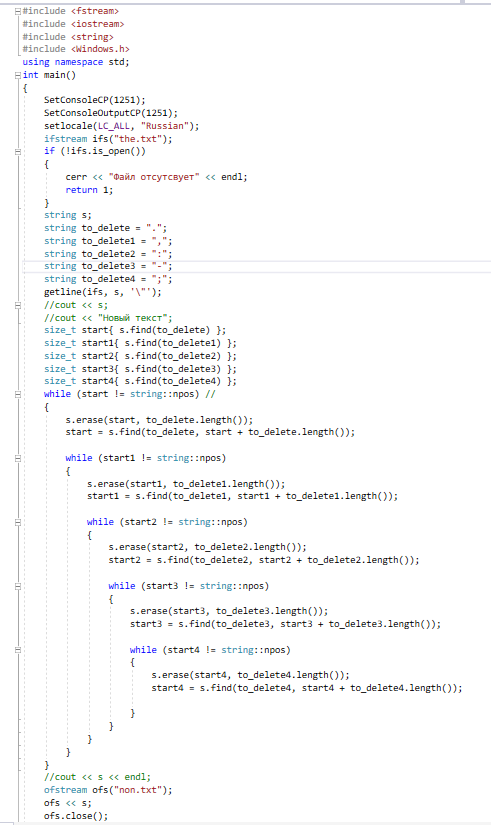 #include <fstream>
#include <iostream>
#include <string>
#include <Windows.h>
using namespace std;
int main()
{
    SetConsoleCP(1251);
    SetConsoleOutputCP(1251);
    setlocale(LC_ALL, "Russian");
    ifstream ifs("the.txt");
    if (!ifs.is_open())
    {
        cerr << "Файл отсутсвует" << endl;
        return 1;
    }
    string s;
    string to_delete = ".";
    string to_delete1 = ",";
    string to_delete2 = ":";
    string to_delete3 = "-";
    string to_delete4 = ";";
    getline(ifs, s, '\"');
    //cout << s;
    //cout << "Новый текст";
    size_t start{ s.find(to_delete) };
    size_t start1{ s.find(to_delete1) };
    size_t start2{ s.find(to_delete2) };
    size_t start3{ s.find(to_delete3) };
    size_t start4{ s.find(to_delete4) };
    while (start != string::npos) //
    {
        s.erase(start, to_delete.length());
        start = s.find(to_delete, start + to_delete.length());
        while (start1 != string::npos)
        {
            s.erase(start1, to_delete1.length());
            start1 = s.find(to_delete1, start1 + to_delete1.length());
            while (start2 != string::npos)
            {
                s.erase(start2, to_delete2.length());
                start2 = s.find(to_delete2, start2 + to_delete2.length());
                while (start3 != string::npos)
                {
                    s.erase(start3, to_delete3.length());
                    start3 = s.find(to_delete3, start3 + to_delete3.length());
                    while (start4 != string::npos)
                    {
                        s.erase(start4, to_delete4.length());
                        start4 = s.find(to_delete4, start4 + to_delete4.length());
                    }
                }
            }
        }
    }
    //cout << s << endl;
    ofstream ofs("non.txt");
    ofs << s;
    ofs.close();